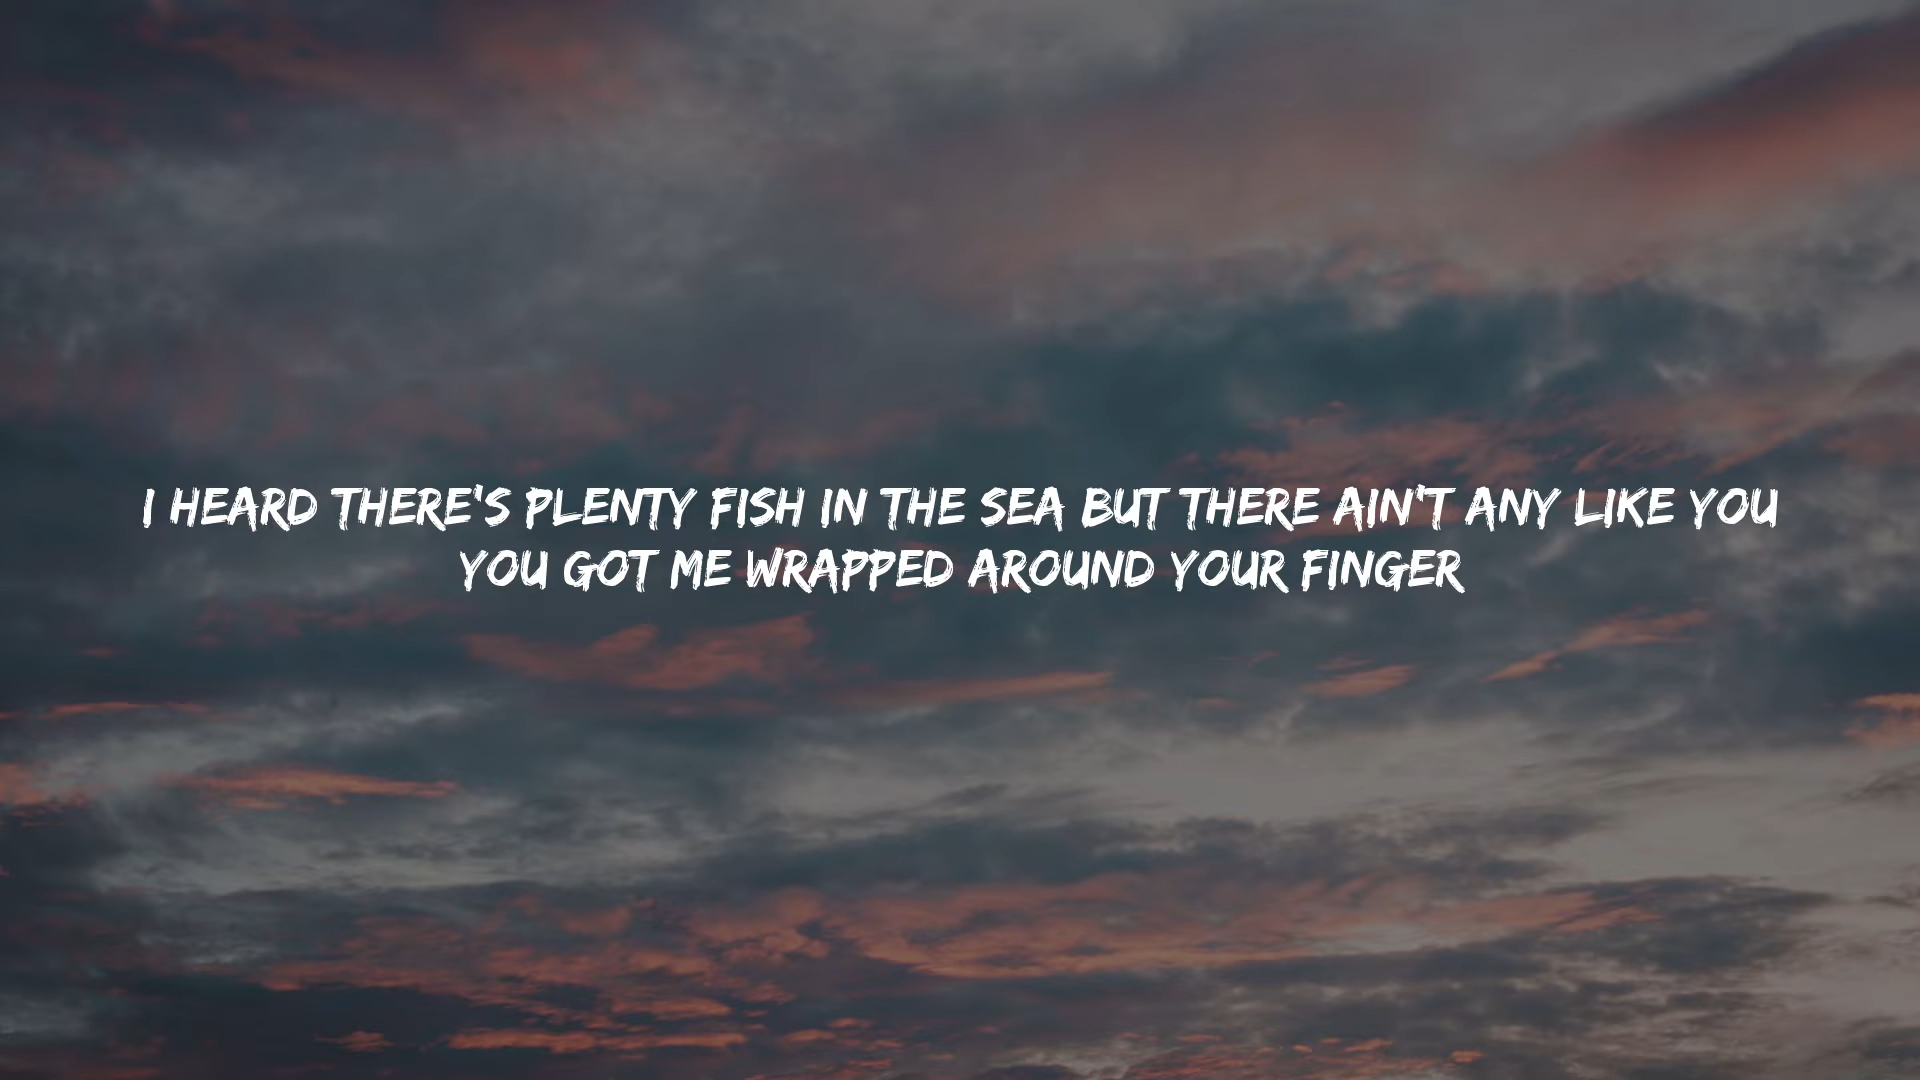 I HEARD THERE'S PLENTY FISH IN THE SEA BUT THERE AIN'T ANY LIKE YOU
YOU GOT ME WRAPPED AROUND YOUR FINGER